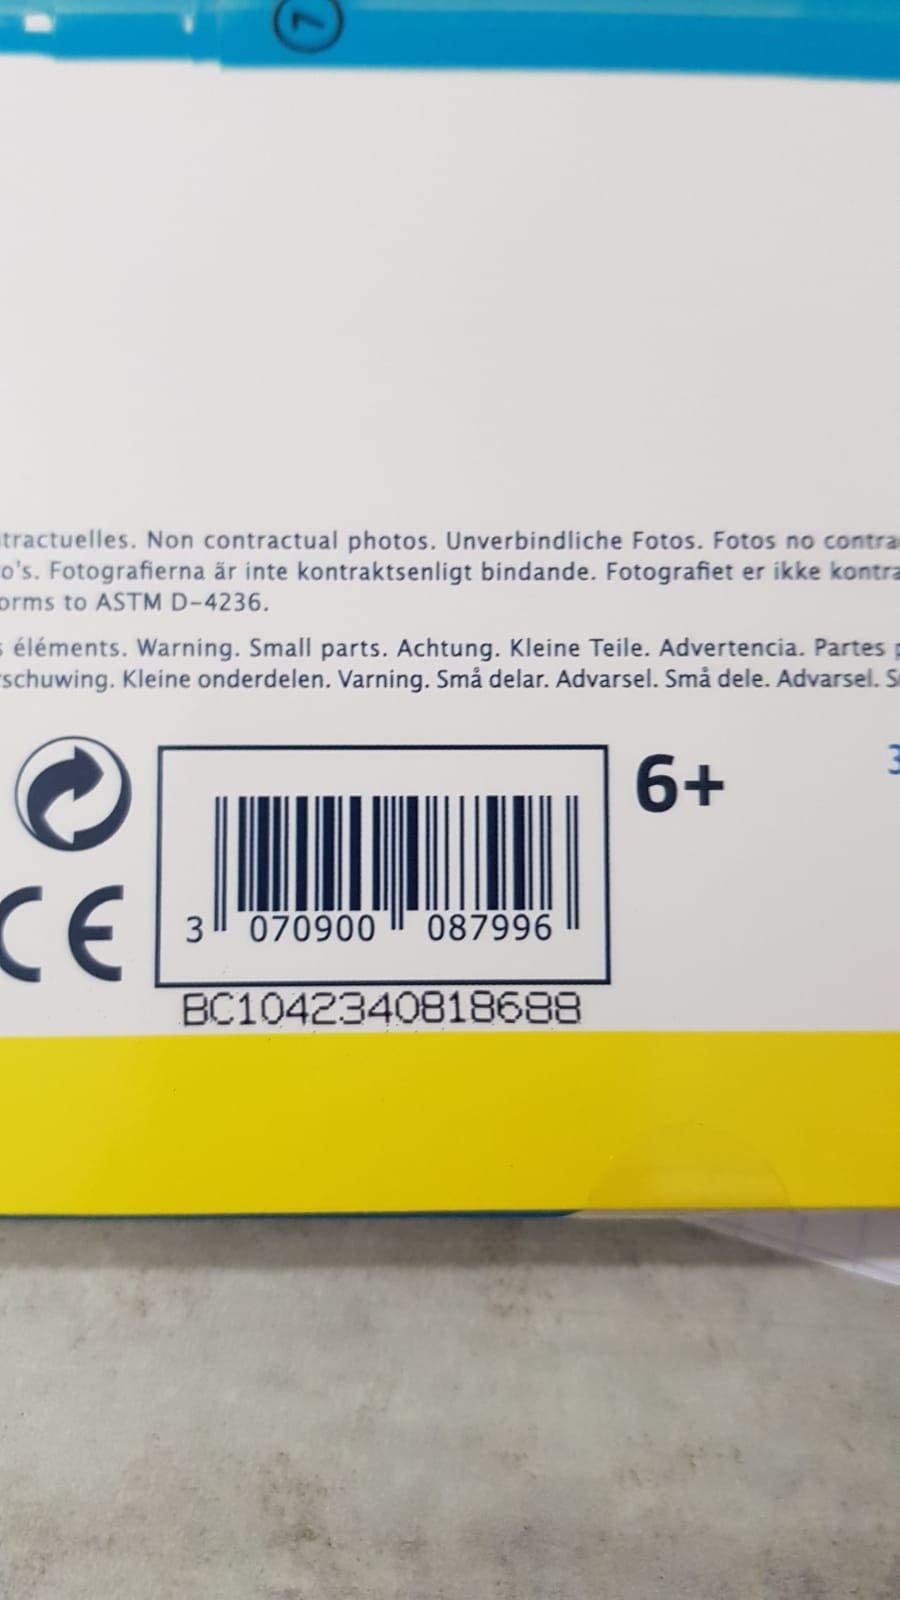 7
tractuelles. Non contractual photos. Unverbindliche Fotos. Fotos no contra
o's. Fotografierna är inte kontraktsenligt bindande. Fotografiet er ikke kontra
orms to ASTM D-4236.
s éléments. Warning. Small parts. Achtung. Kleine Teile. Advertencia. Partes p
rschuwing. Kleine onderdelen. Varning. Små delar. Advarsel. Små dele. Advarsel. S
6+
3
CE
3 070900 087996
BC1042340818688